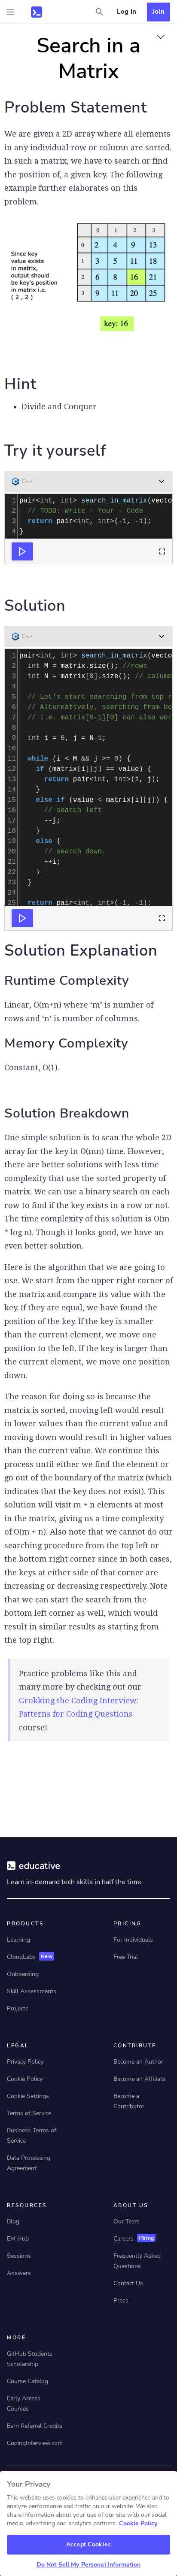 Log In
Join
Search in a
Matrix
Problem Statement
We are given a 2D array where all elements
in any individual row or column are sorted.
In such a matrix, we have to search or find
the position of, a given key. The following
example further elaborates on this
problem.
0 1 2 3
0 2 4 9 13
1 3 5 11 18
2 6 8 16 21
3 9 11 20 25
Since key
value exists
in matrix,
output should
be index in
matrix i.e.
( 2 , 2 )
key: 16
Hint
• Divide and Conquer
Try it yourself
C++
1 pair<int, int> search_in_matrix(vecto
2 // TODO: Write - Your - Code
3 return pair<int, int>(-1, -1);
4 }
Solution
C++
1 pair<int, int> search_in_matrix(vecto
2 int M = matrix.size(); //rows
3 int N = matrix[0].size(); // column
4
5 // Let's start searching from top r
6 // Alternatively, searching from bo
7 // i.e. matrix[M-1][0] can also wor
8
9 int i = 0, j = N-1;
10
11 while (i < M && j >= 0) {
12 if (matrix[i][j] == value) {
13 return pair<int, int>(i, j);
14 }
15 else if (value < matrix[i][j]) {
16 // search left
17 --j;
18 }
19 else {
20 // search down.
21 ++i;
22 }
23 }
24
25 return pair<int, int>(-1, -1);
Solution Explanation
Runtime Complexity
Linear, O(m+n) where ‘m’ is number of
rows and ‘n’ is number of columns.
Memory Complexity
Constant, O(1).
Solution Breakdown
One simple solution is to scan the whole 2D
array for the key in O(mn) time. However,
to beat the problem with less time
complexity that use the sorted property of
matrix. We can use a binary search on each
row to find if the key exists in a row or not.
The time complexity of this solution is O(m
* log n). Though it looks good, we have an
even better solution.
Here is the algorithm that we are going to
use. We start from the upper right corner of
the matrix and compare its value with the
key. If they are equal, we have found the
position of the key. If the key is smaller
than the current element, we move one
position to the left. If the key is larger than
the current element, we move one position
down.
The reason for doing so is because the
matrix is sorted, moving left would result
in lower values than the current value and
moving down would result in higher values
than the current value. We continue this
process until either we find the element or
go out of the boundary of the matrix (which
indicates that the key does not exists). This
solution will visit m + n elements at most
in the matrix, giving us a time complexity
of O(m + n). Also note that we cannot do our
searching procedure from the top left or
the bottom right corner since in both cases,
the keys at either side of that corner are
increasing or decreasing respectively. Note
that we can start the search from the
bottom left corner as well, which would
result in similar results as starting from
the top right.
Practice problems like this and
many more by checking out our
Grokking the Coding Interview:
Patterns for Coding Questions
course!
educative
Learn in-demand tech skills in half the time
PRODUCTS
Learning
CloudLabs New
Onboarding
Skill Assessments
Projects
PRICING
For Individuals
Free Trial
LEGAL
Privacy Policy
Cookie Policy
Cookie Settings
Terms of Service
Business Terms of
Service
Data Processing
Agreement
CONTRIBUTE
Become an Author
Become an Affiliate
Become a
Contributor
RESOURCES
Blog
EM Hub
Sessions
Answers
ABOUT US
Our Team
Careers Hiring
Frequently Asked
Questions
Contact Us
Press
MORE
GitHub Students
Scholarship
Course Catalog
Early Access
Courses
Earn Referral Credits
CodingInterview.com
Your Privacy
This website uses cookies to enhance user experience and to
analyze performance and traffic on our website. We also share
information about your use of our site with our social
media, advertising and analytics partners. Cookie Policy
Accept Cookies
Do Not Sell My Personal Information